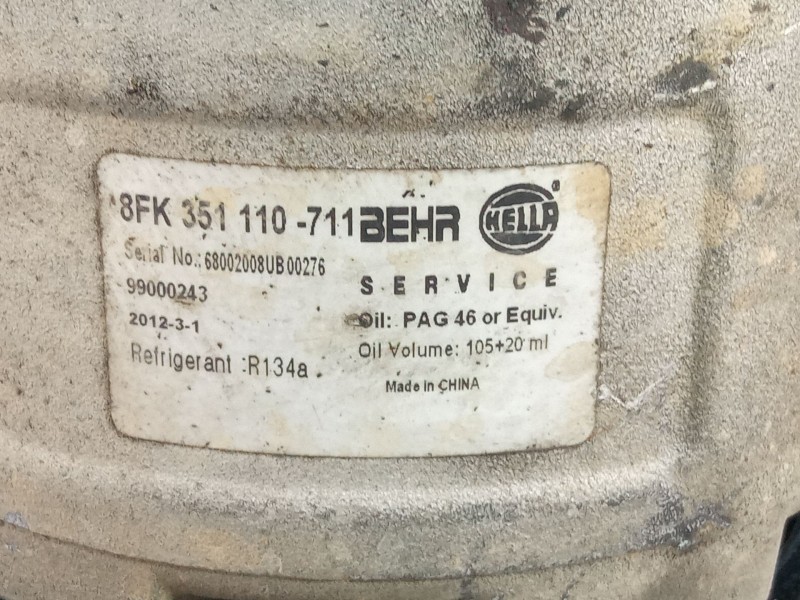 8FK 351 110 -711 BEHR HELLA®
Serial No.: 68002008UB00276
SERVICE
99000243
2012-3-1
Oil: PAG 46 or Equiv.
Refrigerant :R134a
Oil Volume: 105+20 ml
Made in CHINA